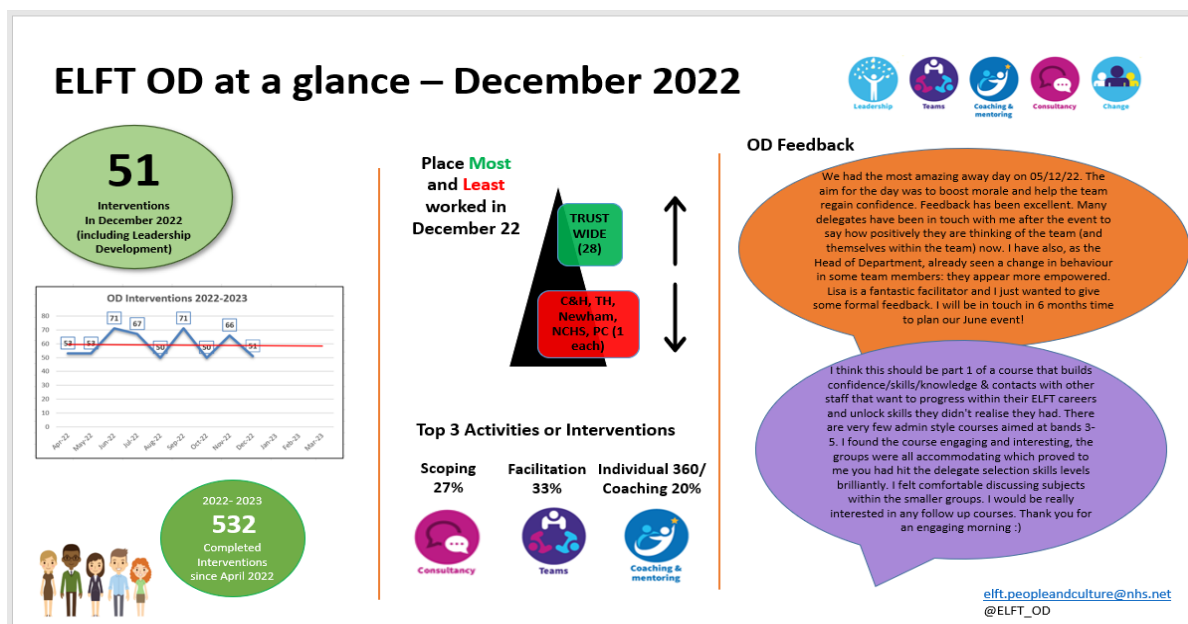 ELFT OD at a glance – December 2022
Leadership
Teams
Coaching &
mentoring
Consultancy
Change
51
Interventions
In December 2022
(including Leadership
Development)
OD Interventions 2022-2023
80
70
60
50
40
30
20
10
0
53
53
71
67
50
71
50
66
51
Apr-22
May-22
Jun-22
Jul-22
Aug-22
Sep-22
Oct-22
Nov-22
Dec-22
Jan-23
Feb-23
Mar-23
2022- 2023
532
Completed
Interventions
since April 2022
Place Most
and Least
worked in
December 22
TRUST
WIDE
(28)
C&H, TH,
Newham,
NCHS, PC (1
each)
Top 3 Activities or Interventions
Scoping
27%
Facilitation
33%
Individual 360/
Coaching 20%
Consultancy
Teams
Coaching &
mentoring
OD Feedback
We had the most amazing away day on 05/12/22. The
aim for the day was to boost morale and help the team
regain confidence. Feedback has been excellent. Many
delegates have been in touch with me after the event to
say how positively they are thinking of the team (and
themselves within the team) now. I have also, as the
Head of Department, already seen a change in behaviour
in some team members: they appear more empowered.
Lisa is a fantastic facilitator and I just wanted to give
some formal feedback. I will be in touch in 6 months time
to plan our June event!
I think this should be part 1 of a course that builds
confidence/skills/knowledge & contacts with other
staff that want to progress within their ELFT careers
and unlock skills they didn't realise they had. There
are very few admin style courses aimed at bands 3-
5. I found the course engaging and interesting, the
groups were all accommodating which proved to
me you had hit the delegate selection skills levels
brilliantly. I felt comfortable discussing subjects
within the smaller groups. I would be really
interested in any follow up courses. Thank you for
an engaging morning :)
elft.peopleandculture@nhs.net
@ELFT_OD